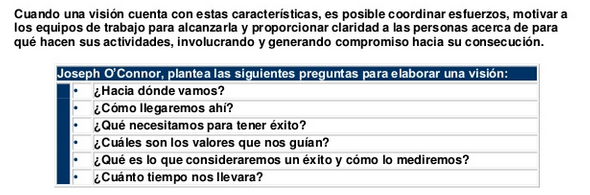 Cuando una visión cuenta con estas características, es posible coordinar esfuerzos, motivar a
los equipos de trabajo para alcanzarla y proporcionar claridad a las personas acerca de para
qué hacen sus actividades, involucrando y generando compromiso hacia su consecución.
Joseph O'Connor, plantea las siguientes preguntas para elaborar una visión:
• ¿Hacia dónde vamos?
• ¿Cómo llegaremos ahí?
• ¿Qué necesitamos para tener éxito?
• ¿Cuáles son los valores que nos guían?
• ¿Qué es lo que consideraremos un éxito y cómo lo mediremos?
• ¿Cuánto tiempo nos llevara?